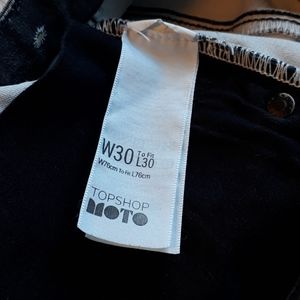 W30 To Fit L30
W76cm To Fit L76cm
TOPSHOP
MOTO